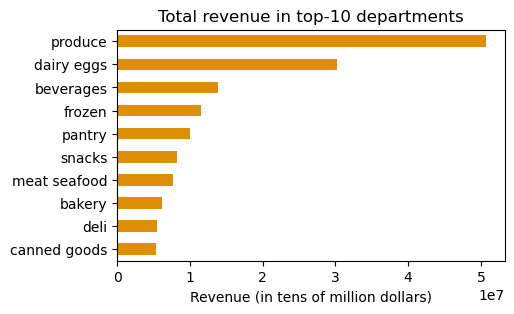 Total revenue in top-10 departments
produce
dairy eggs
beverages
frozen
pantry
snacks
meat seafood
bakery
deli
canned goods
0 1 2 3 4 5
1e7
Revenue (in tens of million dollars)